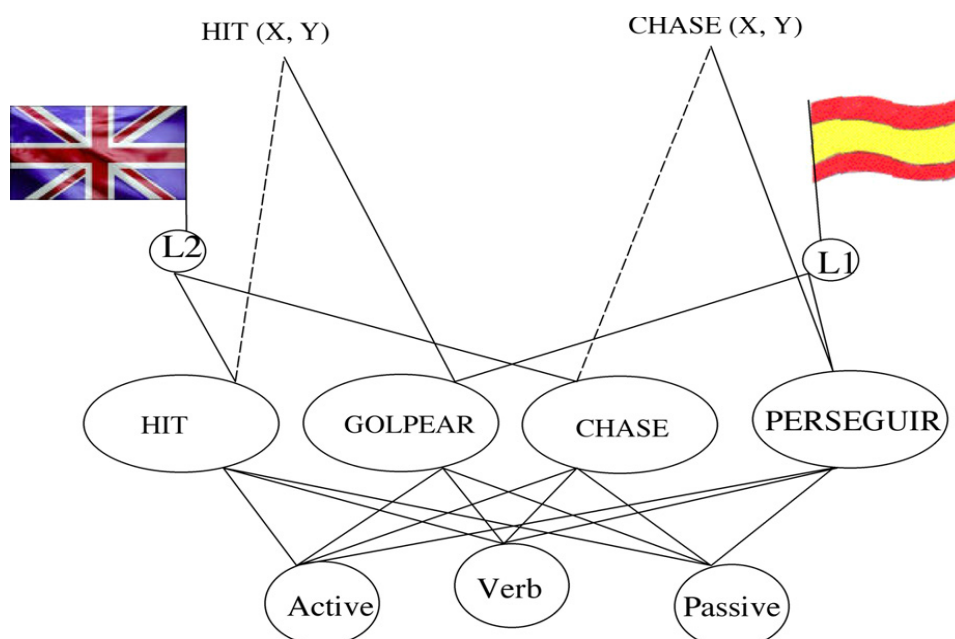 HIT (X, Y)
CHASE (X, Y)
L2
L1
HIT
GOLPEAR
CHASE
PERSEGUIR
Active
Verb
Passive